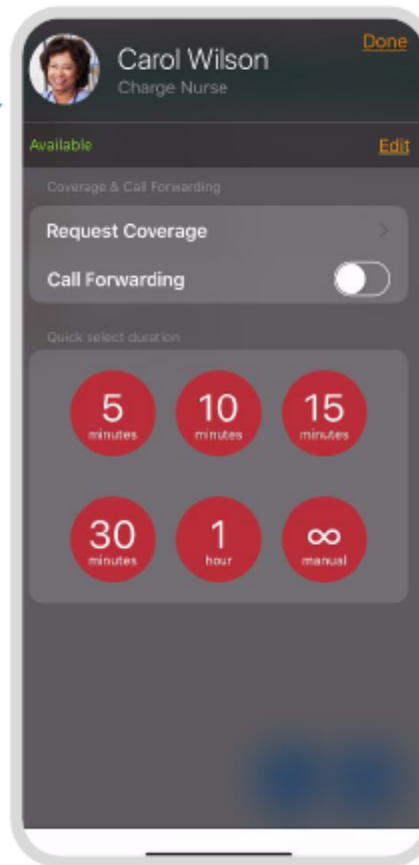 Done
Carol Wilson
Charge Nurse
Available Edit
Coverage & Call Forwarding
Request Coverage
Call Forwarding
Quick select duration
5 10 15
minutes minutes minutes
30 1 ∞
minutes hour manual